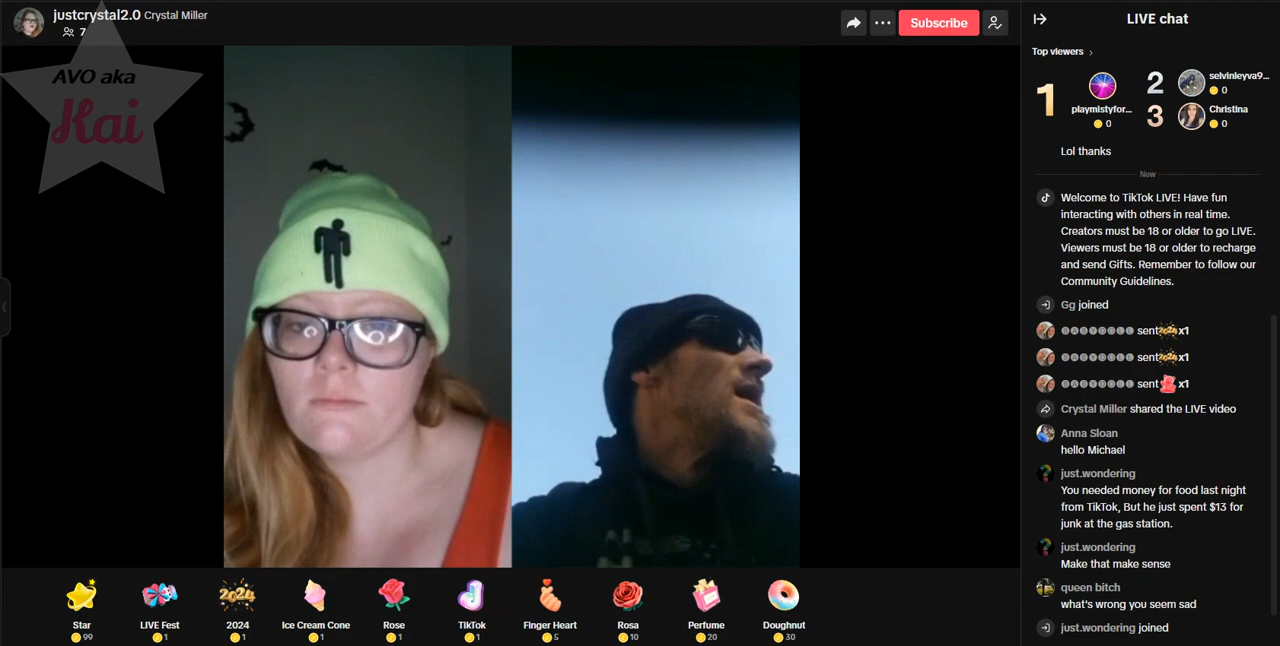 justcrystal2.0 Crystal Miller
7
AVO aka
Kai
Subscribe
LIVE chat
Top viewers
1
playmistyfor...
0
2
selvinleyva9...
0
3
Christina
0
Lol thanks
Now
Welcome to TikTok LIVE! Have fun
interacting with others in real time.
Creators must be 18 or older to go LIVE.
Viewers must be 18 or older to recharge
and send Gifts. Remember to follow our
Community Guidelines.
Gg joined
🅑🅐🅑🅨🅓🅞🅛🅛 sent 2024 x1
🅑🅐🅑🅨🅓🅞🅛🅛 sent 2024 x1
🅑🅐🅑🅨🅓🅞🅛🅛 sent x1
Crystal Miller shared the LIVE video
Anna Sloan
hello Michael
just.wondering
You needed money for food last night
from TikTok, But he just spent $13 for
junk at the gas station.
just.wondering
Make that make sense
queen bitch
what's wrong you seem sad
just.wondering joined
2024
Star
LIVE Fest
2024
Ice Cream Cone
Rose
TikTok
Finger Heart
Rosa
Perfume
Doughnut
99
1
1
1
1
1
5
10
20
30